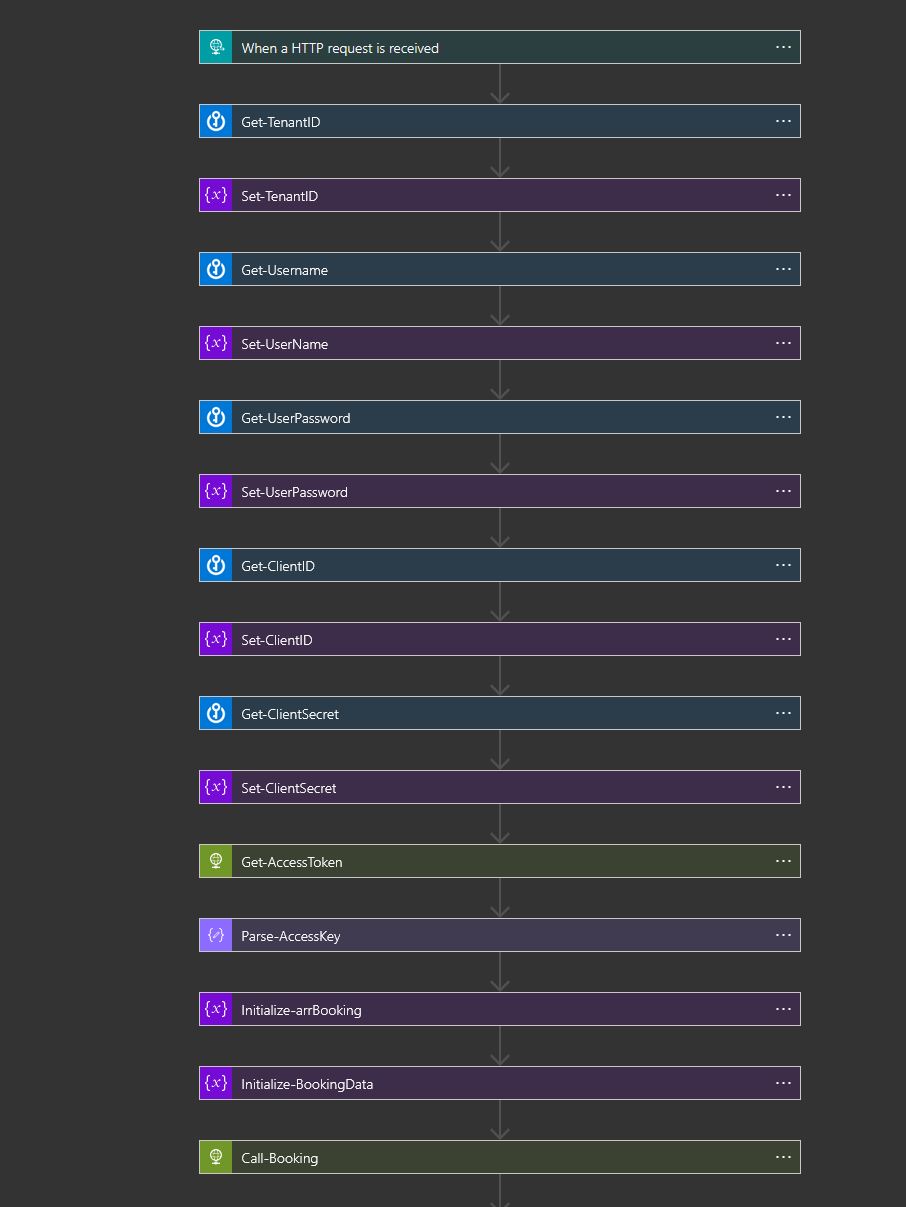 When a HTTP request is received
Get-TenantID
Set-TenantID
Get-Username
Set-UserName
Get-UserPassword
Set-UserPassword
Get-ClientID
Set-ClientID
Get-ClientSecret
Set-ClientSecret
Get-AccessToken
Parse-AccessKey
Initialize-arrBooking
Initialize-BookingData
Call-Booking